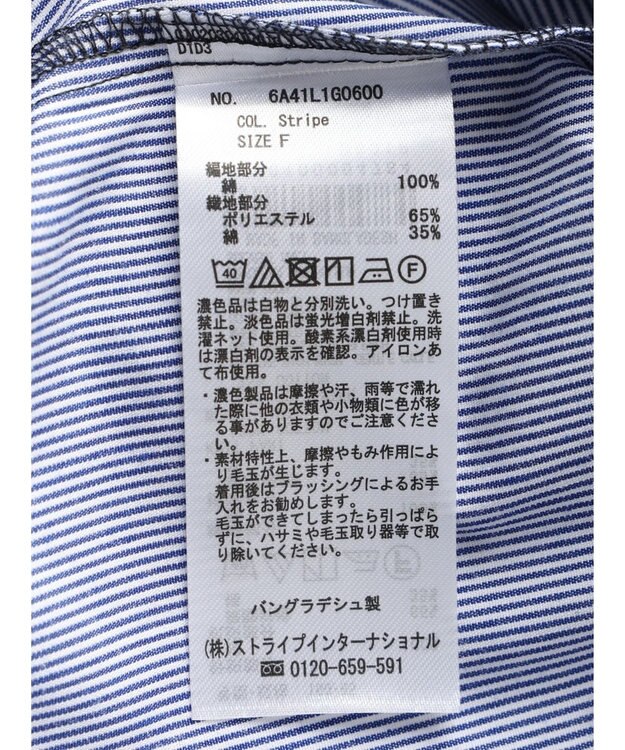 D1D3
NO. 6A41L1G0600
COL. Stripe
SIZE F
編地部分
綿 100%
織地部分
ポリエステル 65%
綿 35%
40 F
濃色品は白物と分別洗い。つけ置き
禁止。淡色品は蛍光増白剤禁止。洗
濯ネット使用。酸素系漂白剤使用時
は漂白剤の表示を確認。アイロンあ
て布使用。
・濃色製品は摩擦や汗、雨等で濡れ
た際に他の衣類や小物類に色が移
る事がありますのでご注意くださ
い。
・素材特性上、摩擦やもみ作用によ
り毛玉が生じます。
着用後はブラッシングによるお手
入れをお勧めします。
毛玉ができてしまったら引っぱら
ずに、ハサミや毛玉取り器等で取
り除いてください。
バングラデシュ製
(株)ストライプインターナショナル
0120-659-591